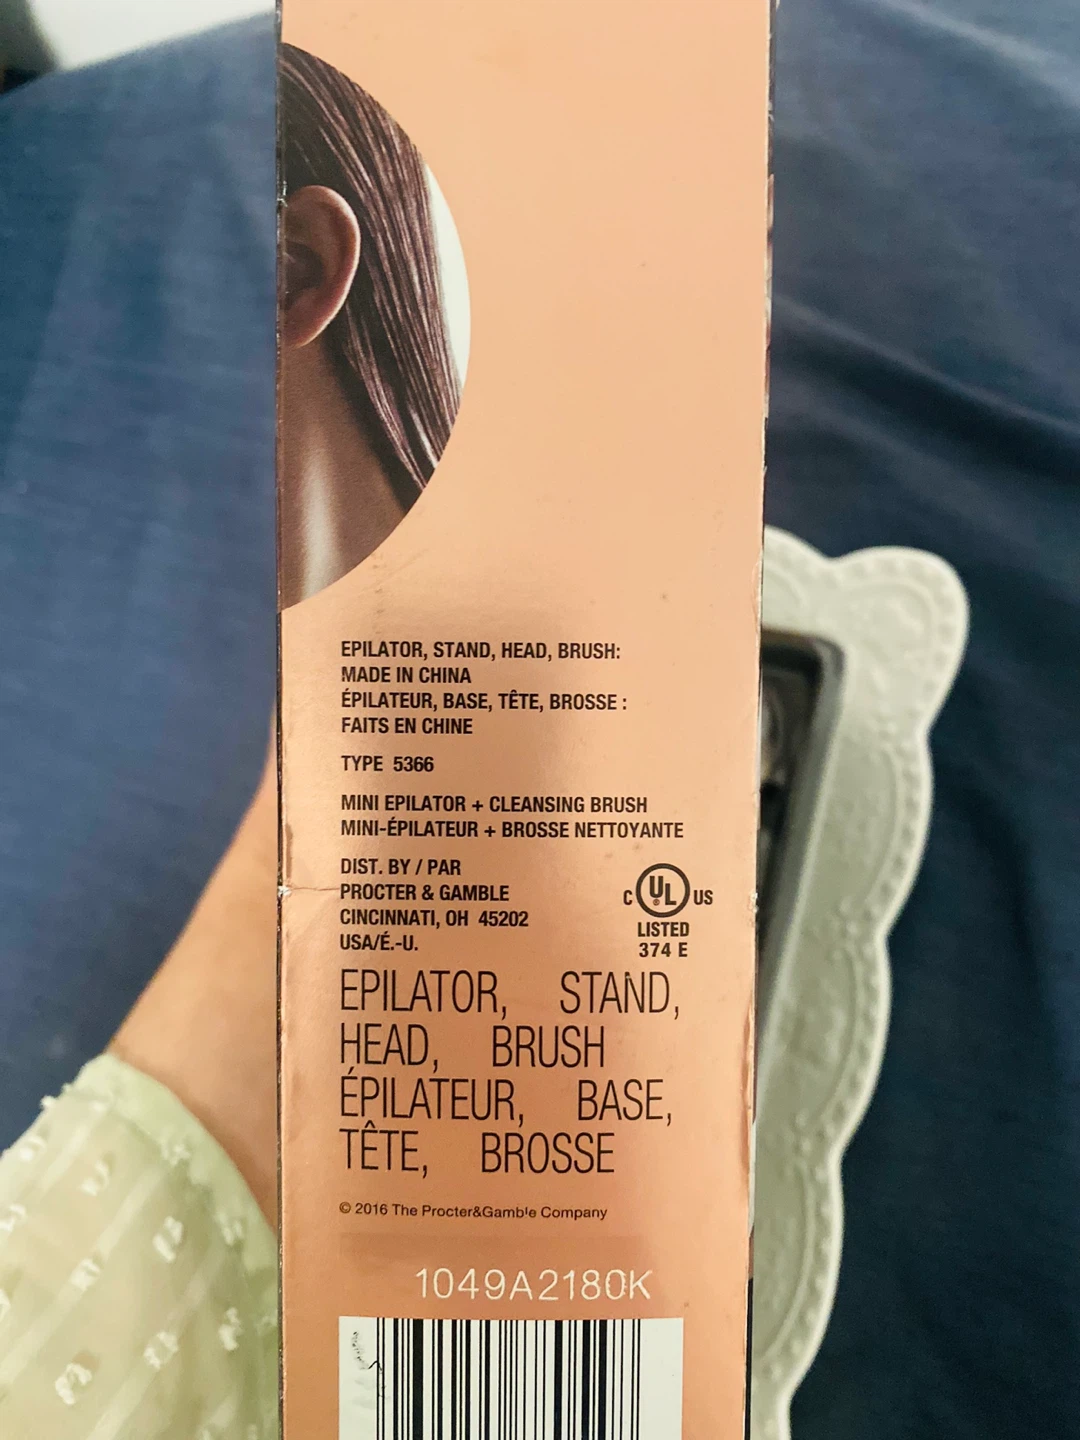 EPILATOR, STAND, HEAD, BRUSH:
MADE IN CHINA
ÉPILATEUR, BASE, TÊTE, BROSSE :
FAITS EN CHINE
TYPE 5366
MINI EPILATOR + CLEANSING BRUSH
MINI-ÉPILATEUR + BROSSE NETTOYANTE
DIST. BY / PAR
PROCTER & GAMBLE
CINCINNATI, OH 45202
USA/É.-U.
C UL US
LISTED
374 E
EPILATOR, STAND,
HEAD, BRUSH
ÉPILATEUR, BASE,
TÊTE, BROSSE
© 2016 The Procter&Gamble Company
1049A2180K